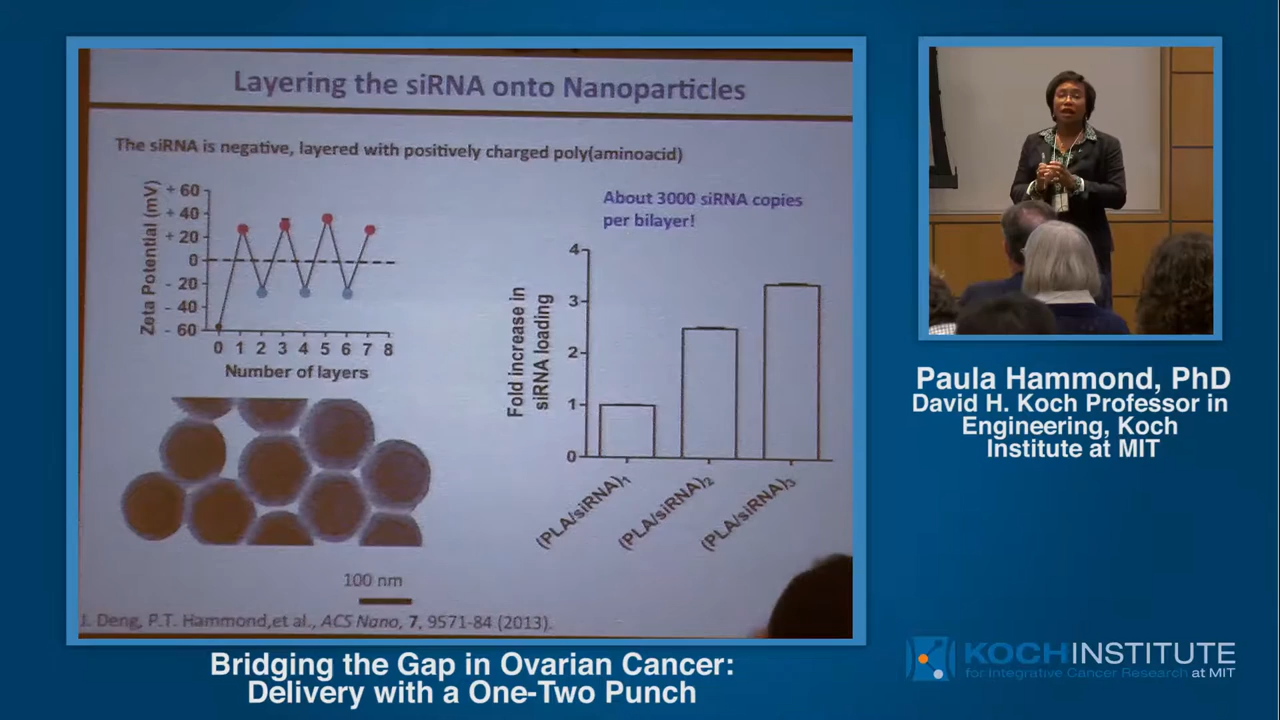 Layering the siRNA onto Nanoparticles
The siRNA is negative, layered with positively charged poly(aminoacid)
Zeta Potential (mV)
+ 60
+ 40
+ 20
0
- 20
- 40
- 60
0 1 2 3 4 5 6 7 8
Number of layers
About 3000 siRNA copies
per bilayer!
Fold increase in
siRNA loading
4
3
2
1
0
(PLA/siRNA)1
(PLA/siRNA)2
(PLA/siRNA)3
100 nm
J. Deng, P.T. Hammond,et al., ACS Nano, 7, 9571-84 (2013).
Paula Hammond, PhD
David H. Koch Professor in
Engineering, Koch
Institute at MIT
Bridging the Gap in Ovarian Cancer:
Delivery with a One-Two Punch
KOCH INSTITUTE
for Integrative Cancer Research at MIT